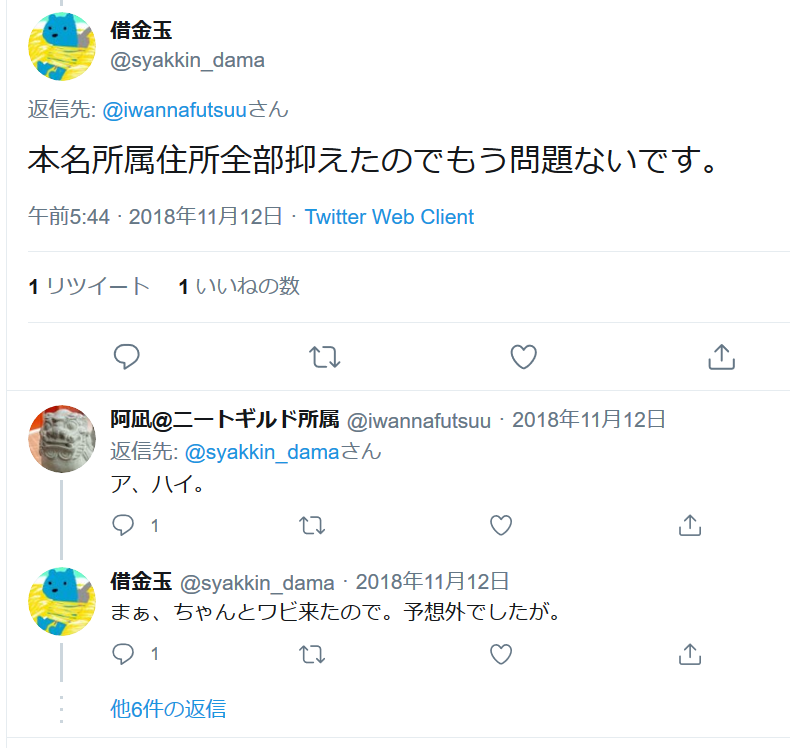 借金玉
@syakkin_dama
返信先: @iwannafutsuuさん
本名所属住所全部抑えたのでもう問題ないです。
午前5:44 · 2018年11月12日 · Twitter Web Client
1 リツイート 1 いいねの数
阿凪@ニートギルド所属 @iwannafutsuu · 2018年11月12日
返信先: @syakkin_damaさん
ア、ハイ。
1
借金玉 @syakkin_dama · 2018年11月12日
まぁ、ちゃんとワビ来たので。予想外でしたが。
1
他6件の返信